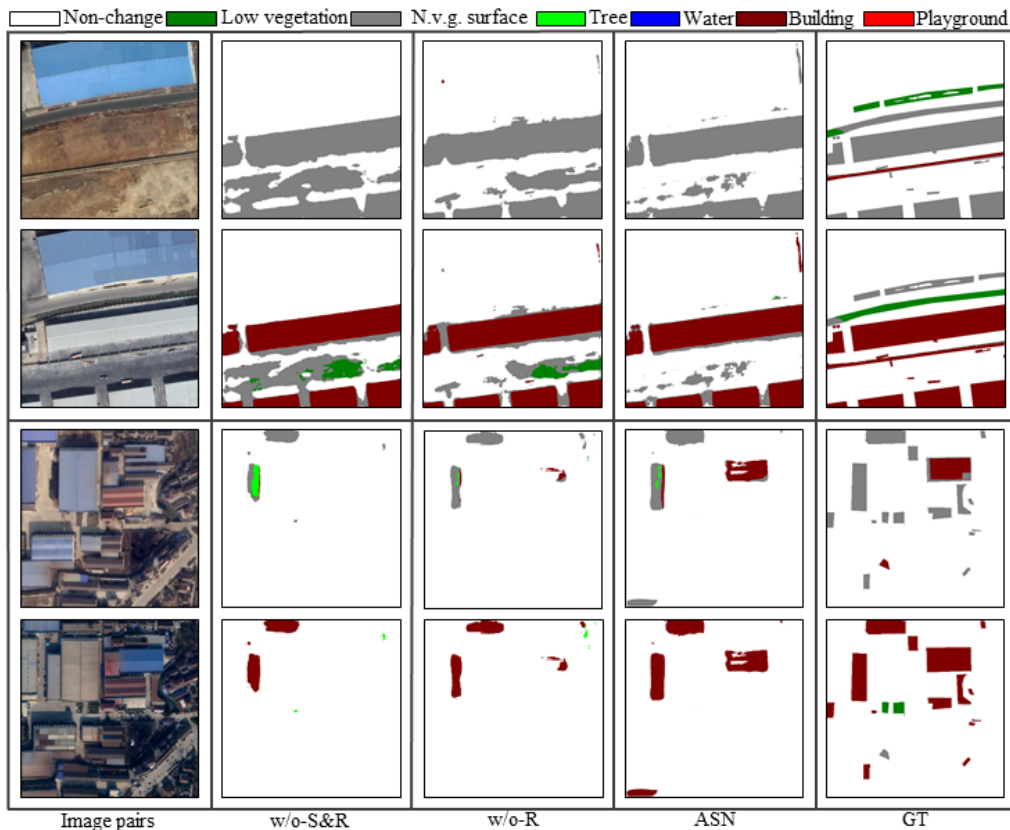 Non-change Low vegetation N.v.g. surface Tree Water Building Playground
Image pairs w/o-S&R w/o-R ASN GT